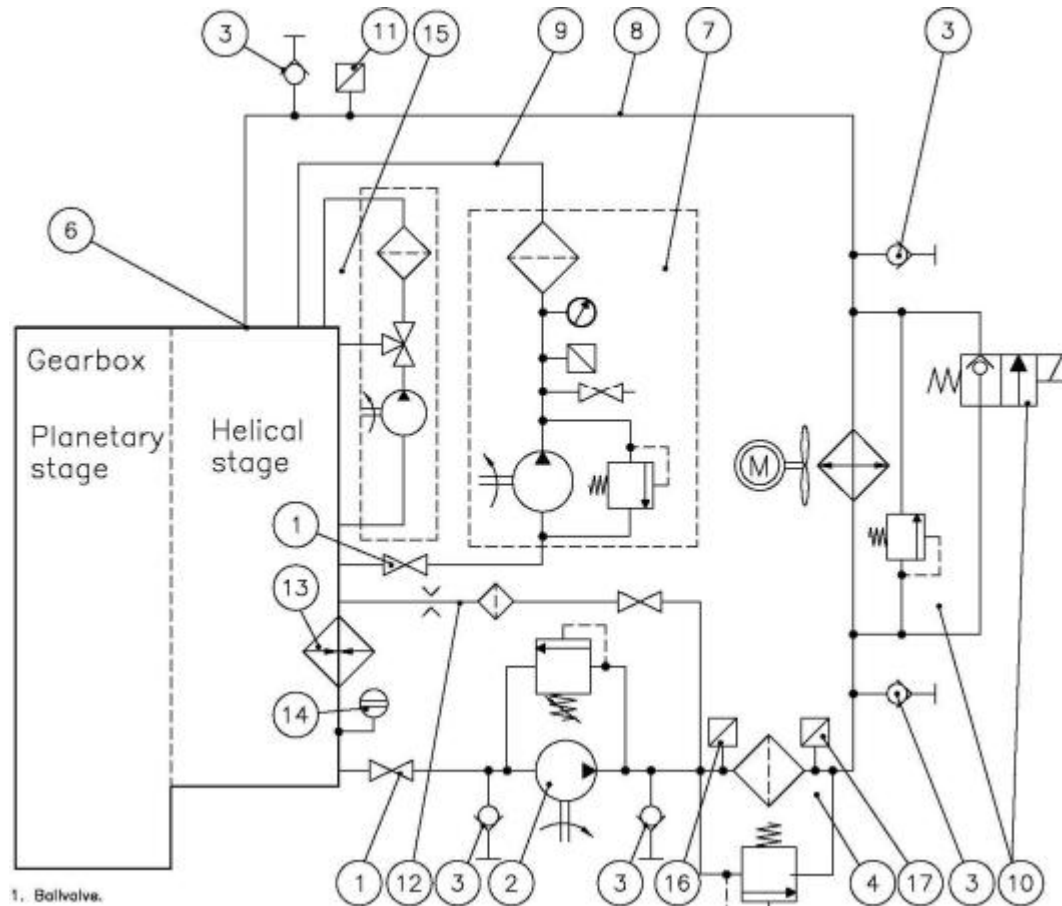 3 11 15 9 8 7 3
6
Gearbox
Planetary
stage
Helical
stage
M
1
13
14
1 12 3 2 3 16 4 17 3 10
1. Ballvalve.